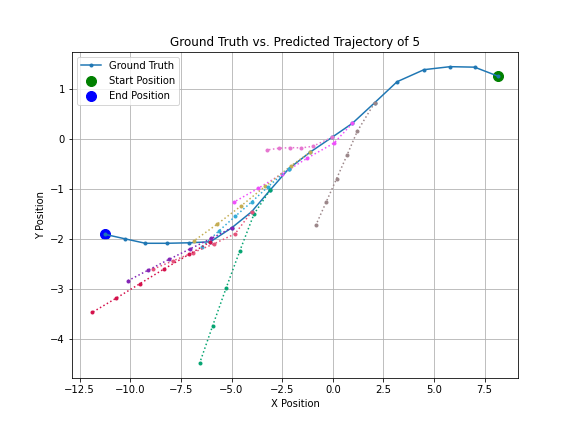 Ground Truth vs. Predicted Trajectory of 5
Ground Truth
Start Position
End Position
Y Position
1
0
−1
−2
−3
−4
−12.5 −10.0 −7.5 −5.0 −2.5 0.0 2.5 5.0 7.5
X Position